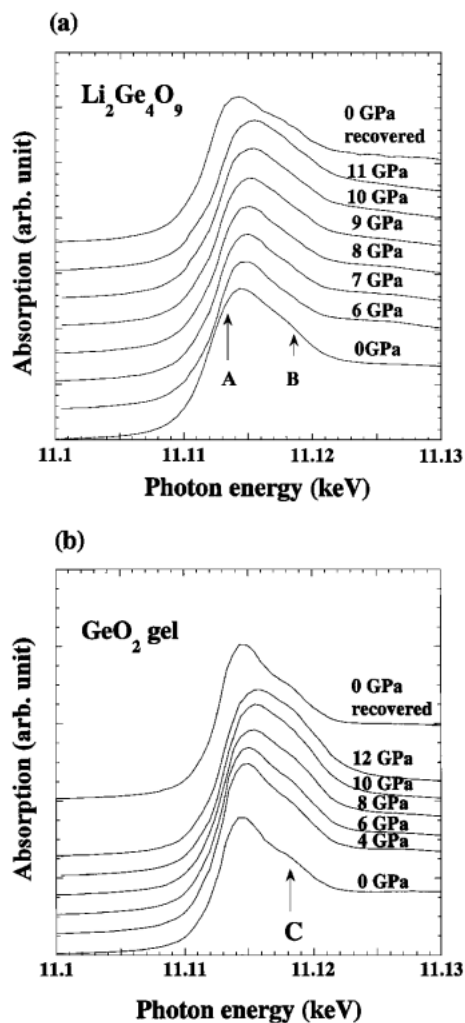 (a)
Li₂Ge₄O₉
0 GPa
recovered
11 GPa
10 GPa
9 GPa
8 GPa
7 GPa
6 GPa
0GPa
A
B
Absorption (arb. unit)
11.1
11.11
11.12
11.13
Photon energy (keV)
(b)
GeO₂ gel
0 GPa
recovered
12 GPa
10 GPa
8 GPa
6 GPa
4 GPa
0 GPa
C
Absorption (arb. unit)
11.1
11.11
11.12
11.13
Photon energy (keV)